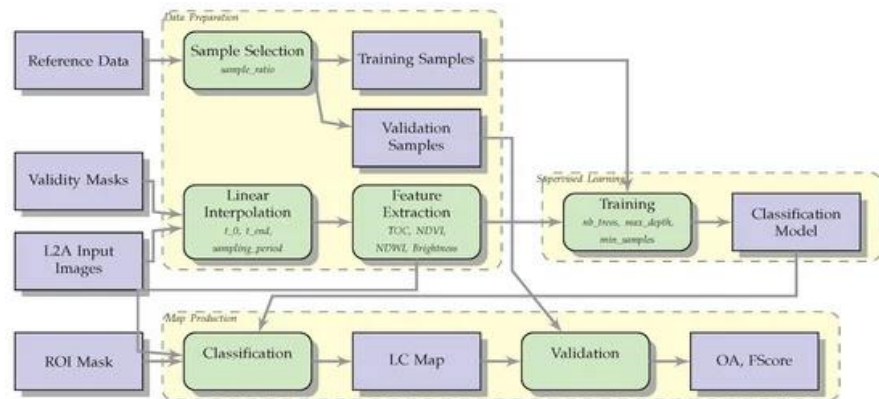 Data Preparation
Reference Data
Sample Selection
sample_ratio
Training Samples
Validation
Samples
Validity Masks
Linear
Interpolation
t_0, t_end,
sampling_period
Feature
Extraction
TOC, NDVI,
NDWI, Brightness
L2A Input
Images
Supervised Learning
Training
nb_trees, max_depth,
min_samples
Classification
Model
Map Production
ROI Mask
Classification
LC Map
Validation
OA, FScore